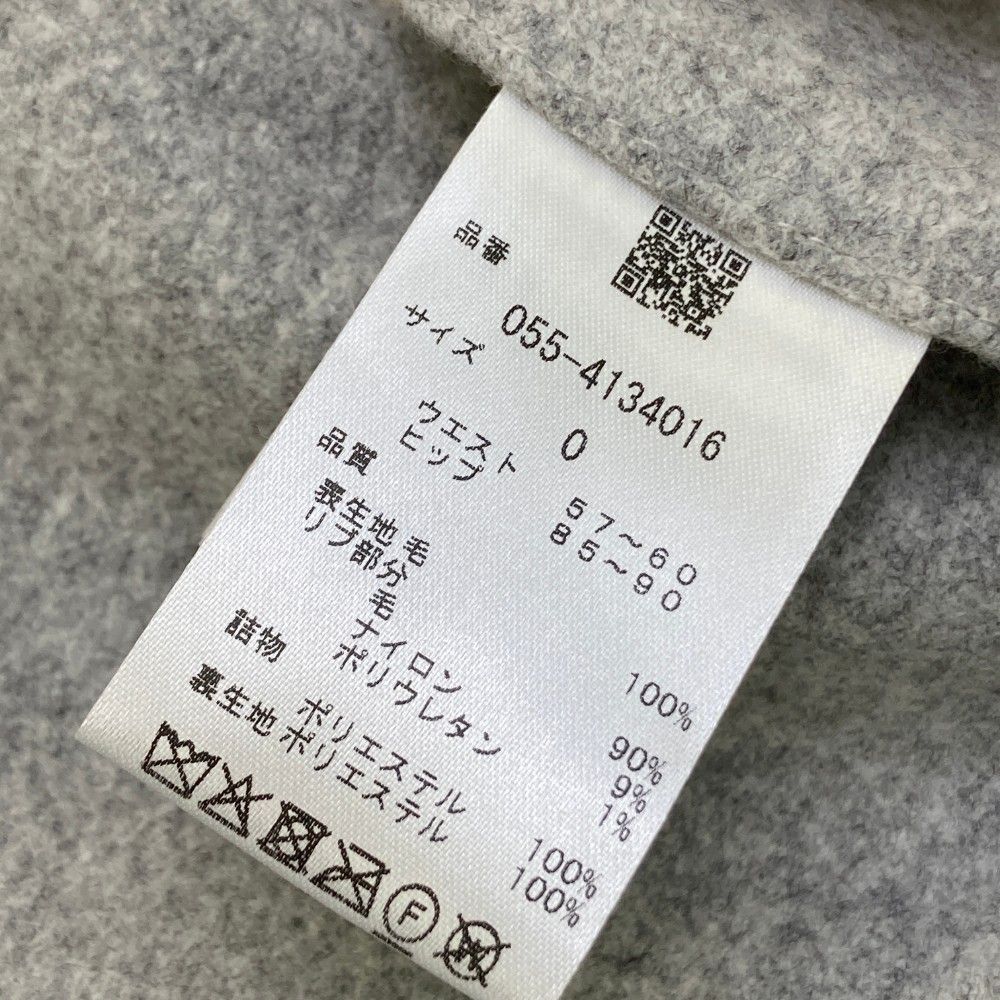 品番
055-4134016
サイズ
0
ウエスト 57～60
ヒップ 85～90
品質
表生地 毛 100%
リブ部分
毛 90%
ナイロン 9%
ポリウレタン 1%
詰物
ポリエステル 100%
裏生地 ポリエステル 100%
F